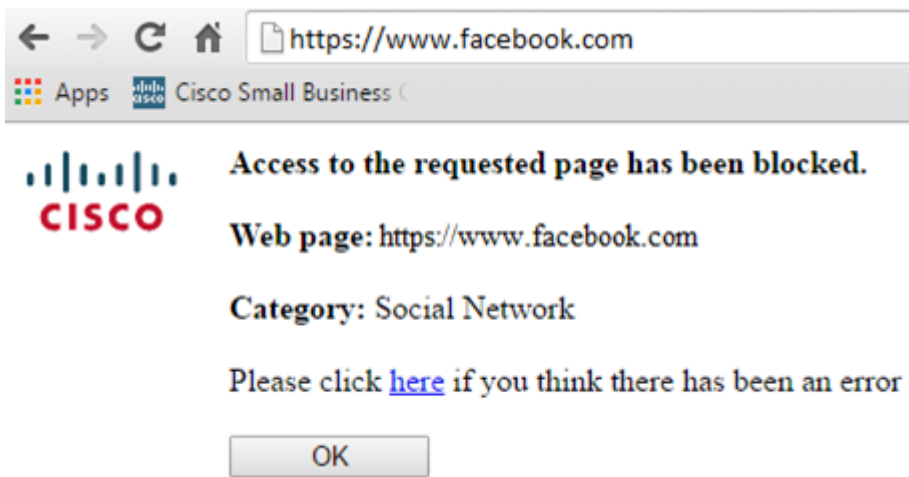 https://www.facebook.com
Apps Cisco Small Business
CISCO
Access to the requested page has been blocked.
Web page: https://www.facebook.com
Category: Social Network
Please click here if you think there has been an error
OK